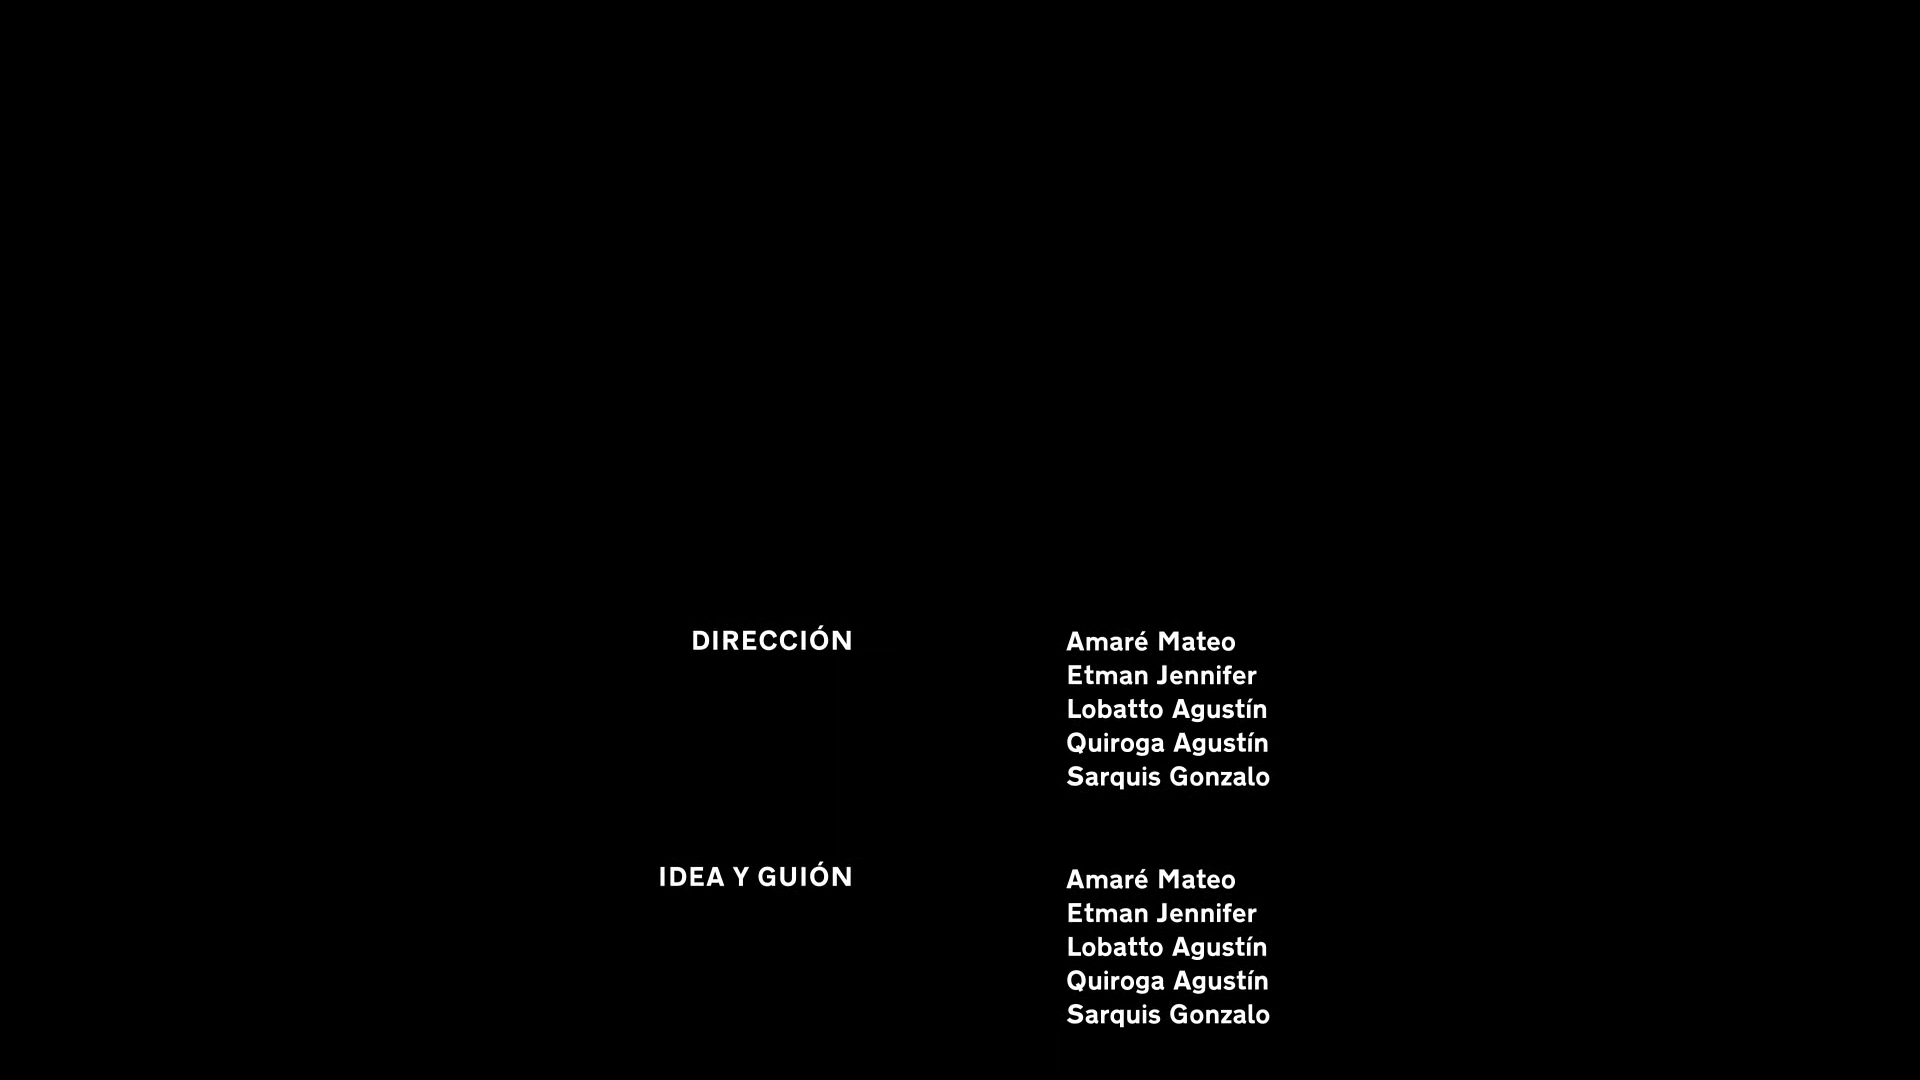 DIRECCIÓN
Amaré Mateo
Etman Jennifer
Lobatto Agustín
Quiroga Agustín
Sarquis Gonzalo
IDEA Y GUIÓN
Amaré Mateo
Etman Jennifer
Lobatto Agustín
Quiroga Agustín
Sarquis Gonzalo